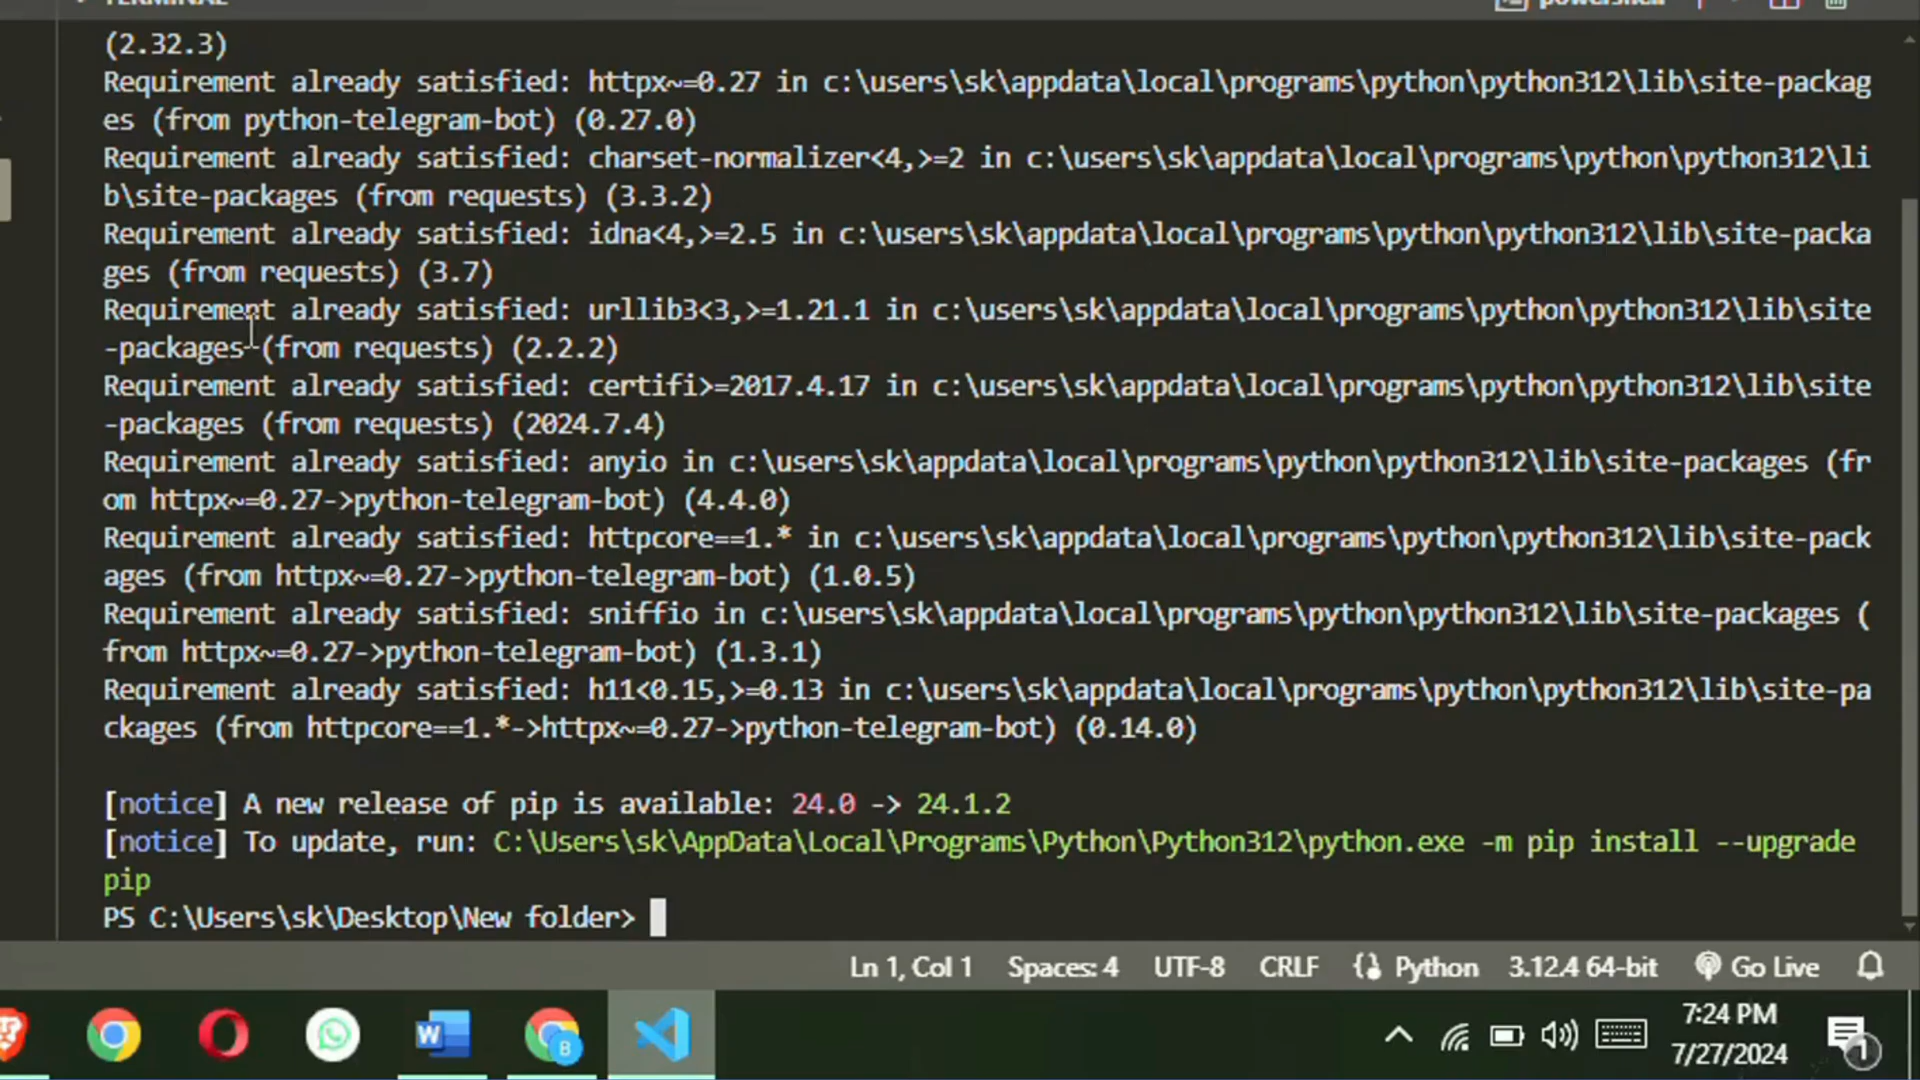 TERMINAL
powershell
(2.32.3)
Requirement already satisfied: httpx~=0.27 in c:\users\sk\appdata\local\programs\python\python312\lib\site-packag
es (from python-telegram-bot) (0.27.0)
Requirement already satisfied: charset-normalizer<4,>=2 in c:\users\sk\appdata\local\programs\python\python312\li
b\site-packages (from requests) (3.3.2)
Requirement already satisfied: idna<4,>=2.5 in c:\users\sk\appdata\local\programs\python\python312\lib\site-packa
ges (from requests) (3.7)
Requirement already satisfied: urllib3<3,>=1.21.1 in c:\users\sk\appdata\local\programs\python\python312\lib\site
-packages (from requests) (2.2.2)
Requirement already satisfied: certifi>=2017.4.17 in c:\users\sk\appdata\local\programs\python\python312\lib\site
-packages (from requests) (2024.7.4)
Requirement already satisfied: anyio in c:\users\sk\appdata\local\programs\python\python312\lib\site-packages (fr
om httpx~=0.27->python-telegram-bot) (4.4.0)
Requirement already satisfied: httpcore==1.* in c:\users\sk\appdata\local\programs\python\python312\lib\site-pack
ages (from httpx~=0.27->python-telegram-bot) (1.0.5)
Requirement already satisfied: sniffio in c:\users\sk\appdata\local\programs\python\python312\lib\site-packages (
from httpx~=0.27->python-telegram-bot) (1.3.1)
Requirement already satisfied: h11<0.15,>=0.13 in c:\users\sk\appdata\local\programs\python\python312\lib\site-pa
ckages (from httpcore==1.*->httpx~=0.27->python-telegram-bot) (0.14.0)
[notice] A new release of pip is available: 24.0 -> 24.1.2
[notice] To update, run: C:\Users\sk\AppData\Local\Programs\Python\Python312\python.exe -m pip install --upgrade
pip
PS C:\Users\sk\Desktop\New folder>
Ln 1, Col 1 Spaces: 4 UTF-8 CRLF Python 3.12.4 64-bit Go Live
W
B
7:24 PM
7/27/2024
1